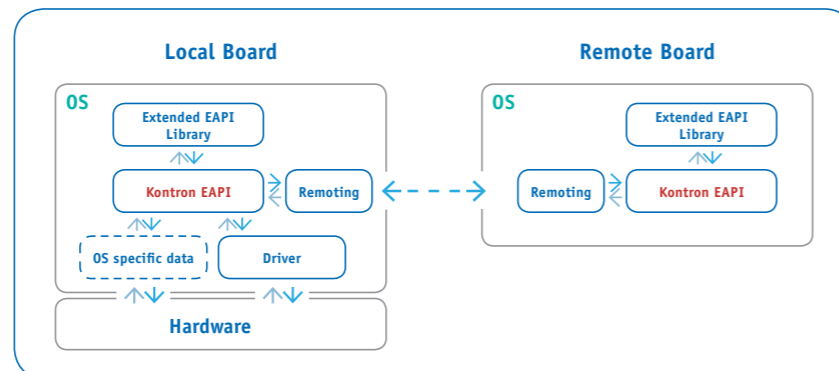 Local Board
OS
Extended EAPI
Library
Kontron EAPI
Remoting
OS specific data
Driver
Hardware
Remote Board
OS
Extended EAPI
Library
Remoting
Kontron EAPI